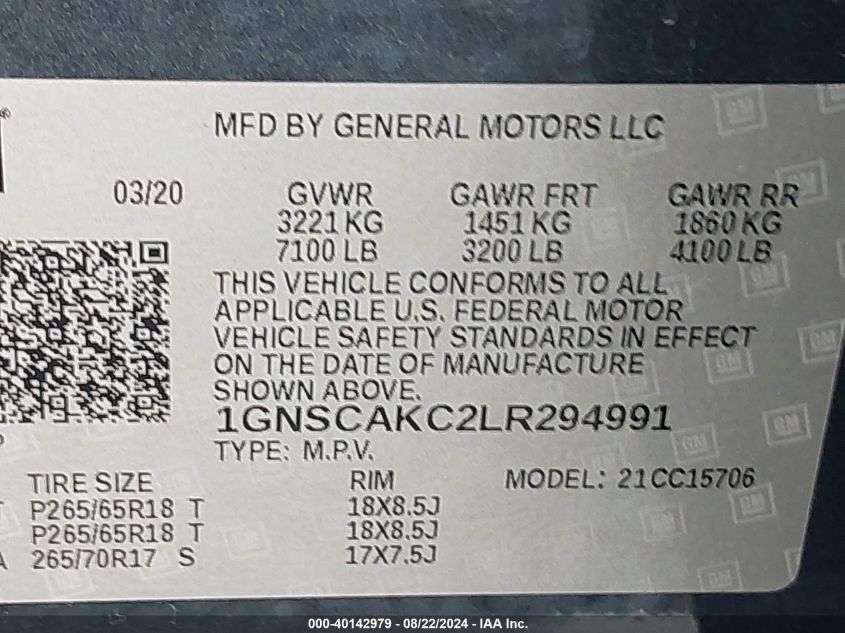 ®
MFD BY GENERAL MOTORS LLC
03/20 GVWR GAWR FRT GAWR RR
3221 KG 1451 KG 1860 KG
7100 LB 3200 LB 4100 LB
THIS VEHICLE CONFORMS TO ALL
APPLICABLE U.S. FEDERAL MOTOR
VEHICLE SAFETY STANDARDS IN EFFECT
ON THE DATE OF MANUFACTURE
SHOWN ABOVE.
1GNSCAKC2LR294991
TYPE: M.P.V.
TIRE SIZE RIM MODEL: 21CC15706
P265/65R18 T 18X8.5J
P265/65R18 T 18X8.5J
265/70R17 S 17X7.5J
GM
000-40142979 - 08/22/2024 - IAA Inc.